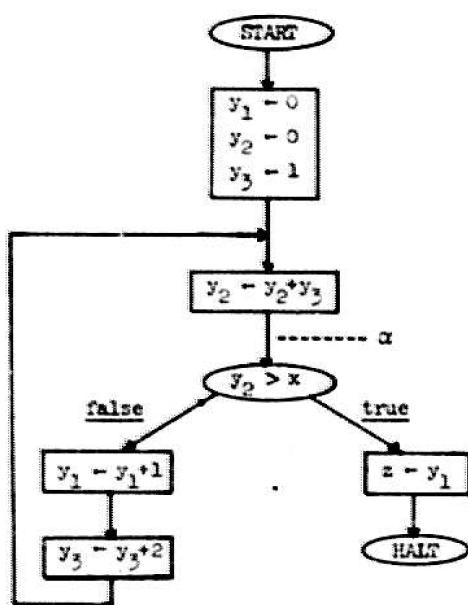 START
y₁ ← 0
y₂ ← 0
y₃ ← 1
y₂ ← y₂+y₃
α
y₂ > x
false
true
y₁ ← y₁+1
z ← y₁
y₃ ← y₃+2
HALT